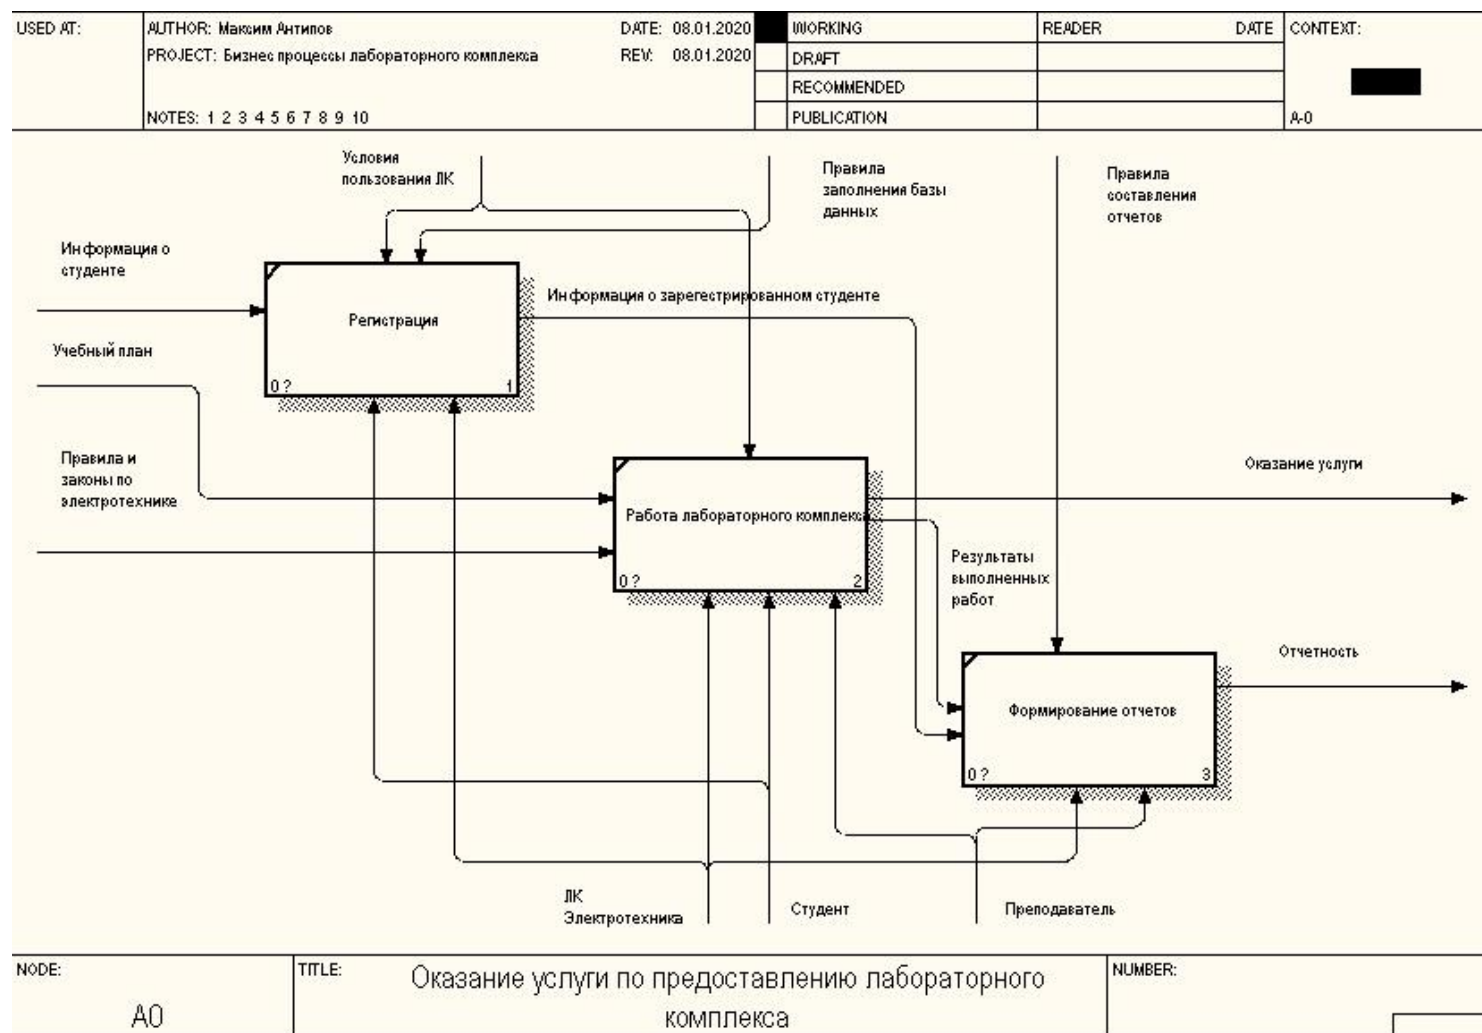 USED AT:
AUTHOR: Максим Антипов
DATE: 08.01.2020
PROJECT: Бизнес процессы лабораторного комплекса
REV: 08.01.2020
NOTES: 1 2 3 4 5 6 7 8 9 10
WORKING
DRAFT
RECOMMENDED
PUBLICATION
READER
DATE
CONTEXT:
A-0
Условия
пользования ЛК
Правила
заполнения базы
данных
Правила
составления
отчетов
Информация о
студенте
Регистрация
0 ?
1
Информация о зарегестрированном студенте
Учебный план
Правила и
законы по
электротехнике
Работа лабораторного комплекса
0 ?
2
Оказание услуги
Результаты
выполненных
работ
Отчетность
Формирование отчетов
0 ?
3
ЛК
Электротехника
Студент
Преподаватель
NODE:
A0
TITLE:
Оказание услуги по предоставлению лабораторного
комплекса
NUMBER: